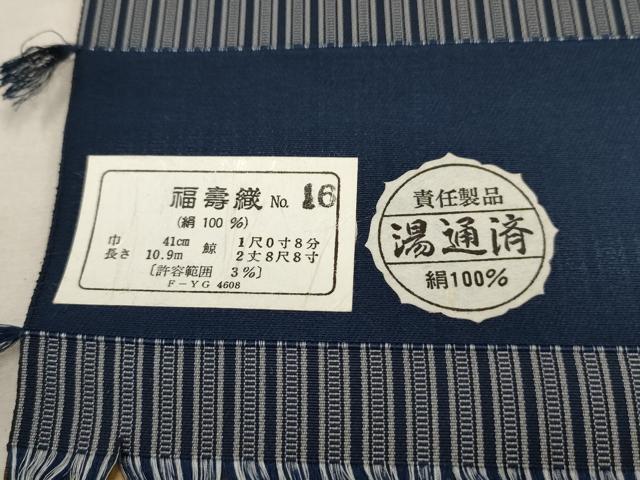 福壽織 No. 16
(絹 100 %)
巾 41cm 鯨 1尺0寸8分
長さ 10.9m 2丈8尺8寸
〔許容範囲 3%〕
F－YG 4608
責任製品
湯通済
絹100%